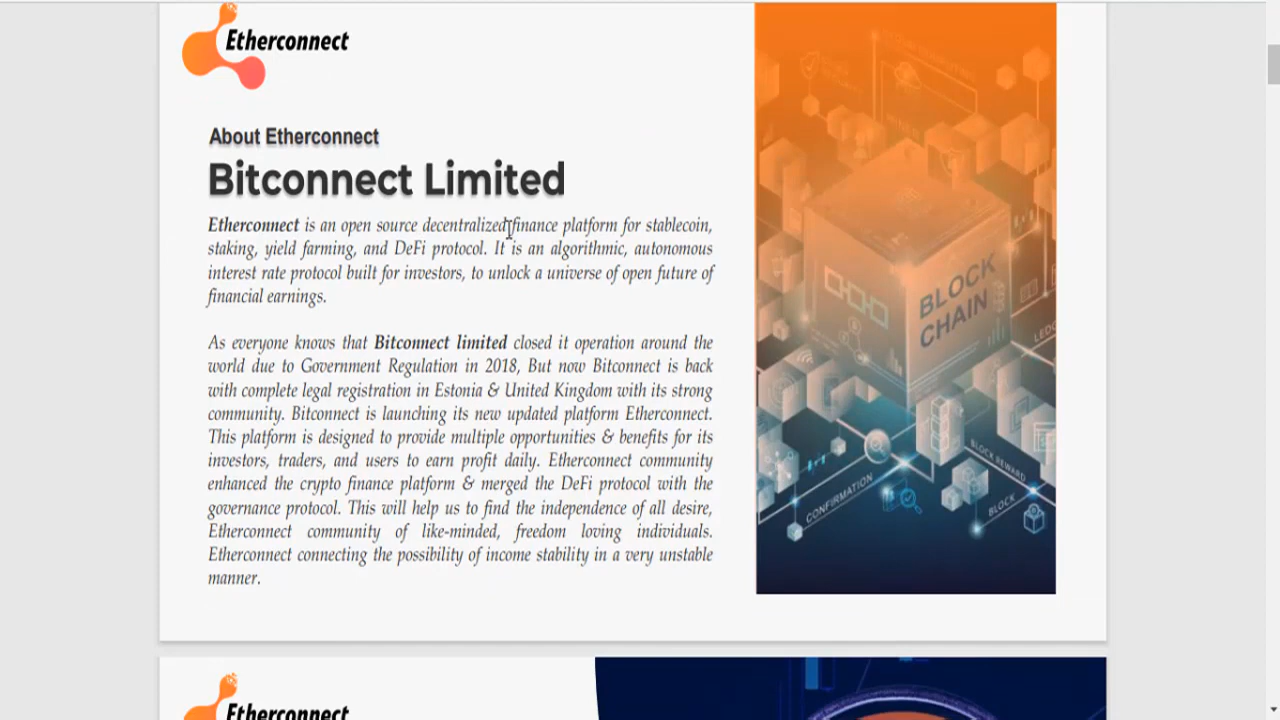 Etherconnect
About Etherconnect
Bitconnect Limited
Etherconnect is an open source decentralized finance platform for stablecoin,
staking, yield farming, and DeFi protocol. It is an algorithmic, autonomous
interest rate protocol built for investors, to unlock a universe of open future of
financial earnings.
As everyone knows that Bitconnect limited closed it operation around the
world due to Government Regulation in 2018, But now Bitconnect is back
with complete legal registration in Estonia & United Kingdom with its strong
community. Bitconnect is launching its new updated platform Etherconnect.
This platform is designed to provide multiple opportunities & benefits for its
investors, traders, and users to earn profit daily. Etherconnect community
enhanced the crypto finance platform & merged the DeFi protocol with the
governance protocol. This will help us to find the independence of all desire,
Etherconnect community of like-minded, freedom loving individuals.
Etherconnect connecting the possibility of income stability in a very unstable
manner.
BLOCK
CHAIN
CONFIRMATION
BLOCK REWARD
BLOCK
Etherconnect